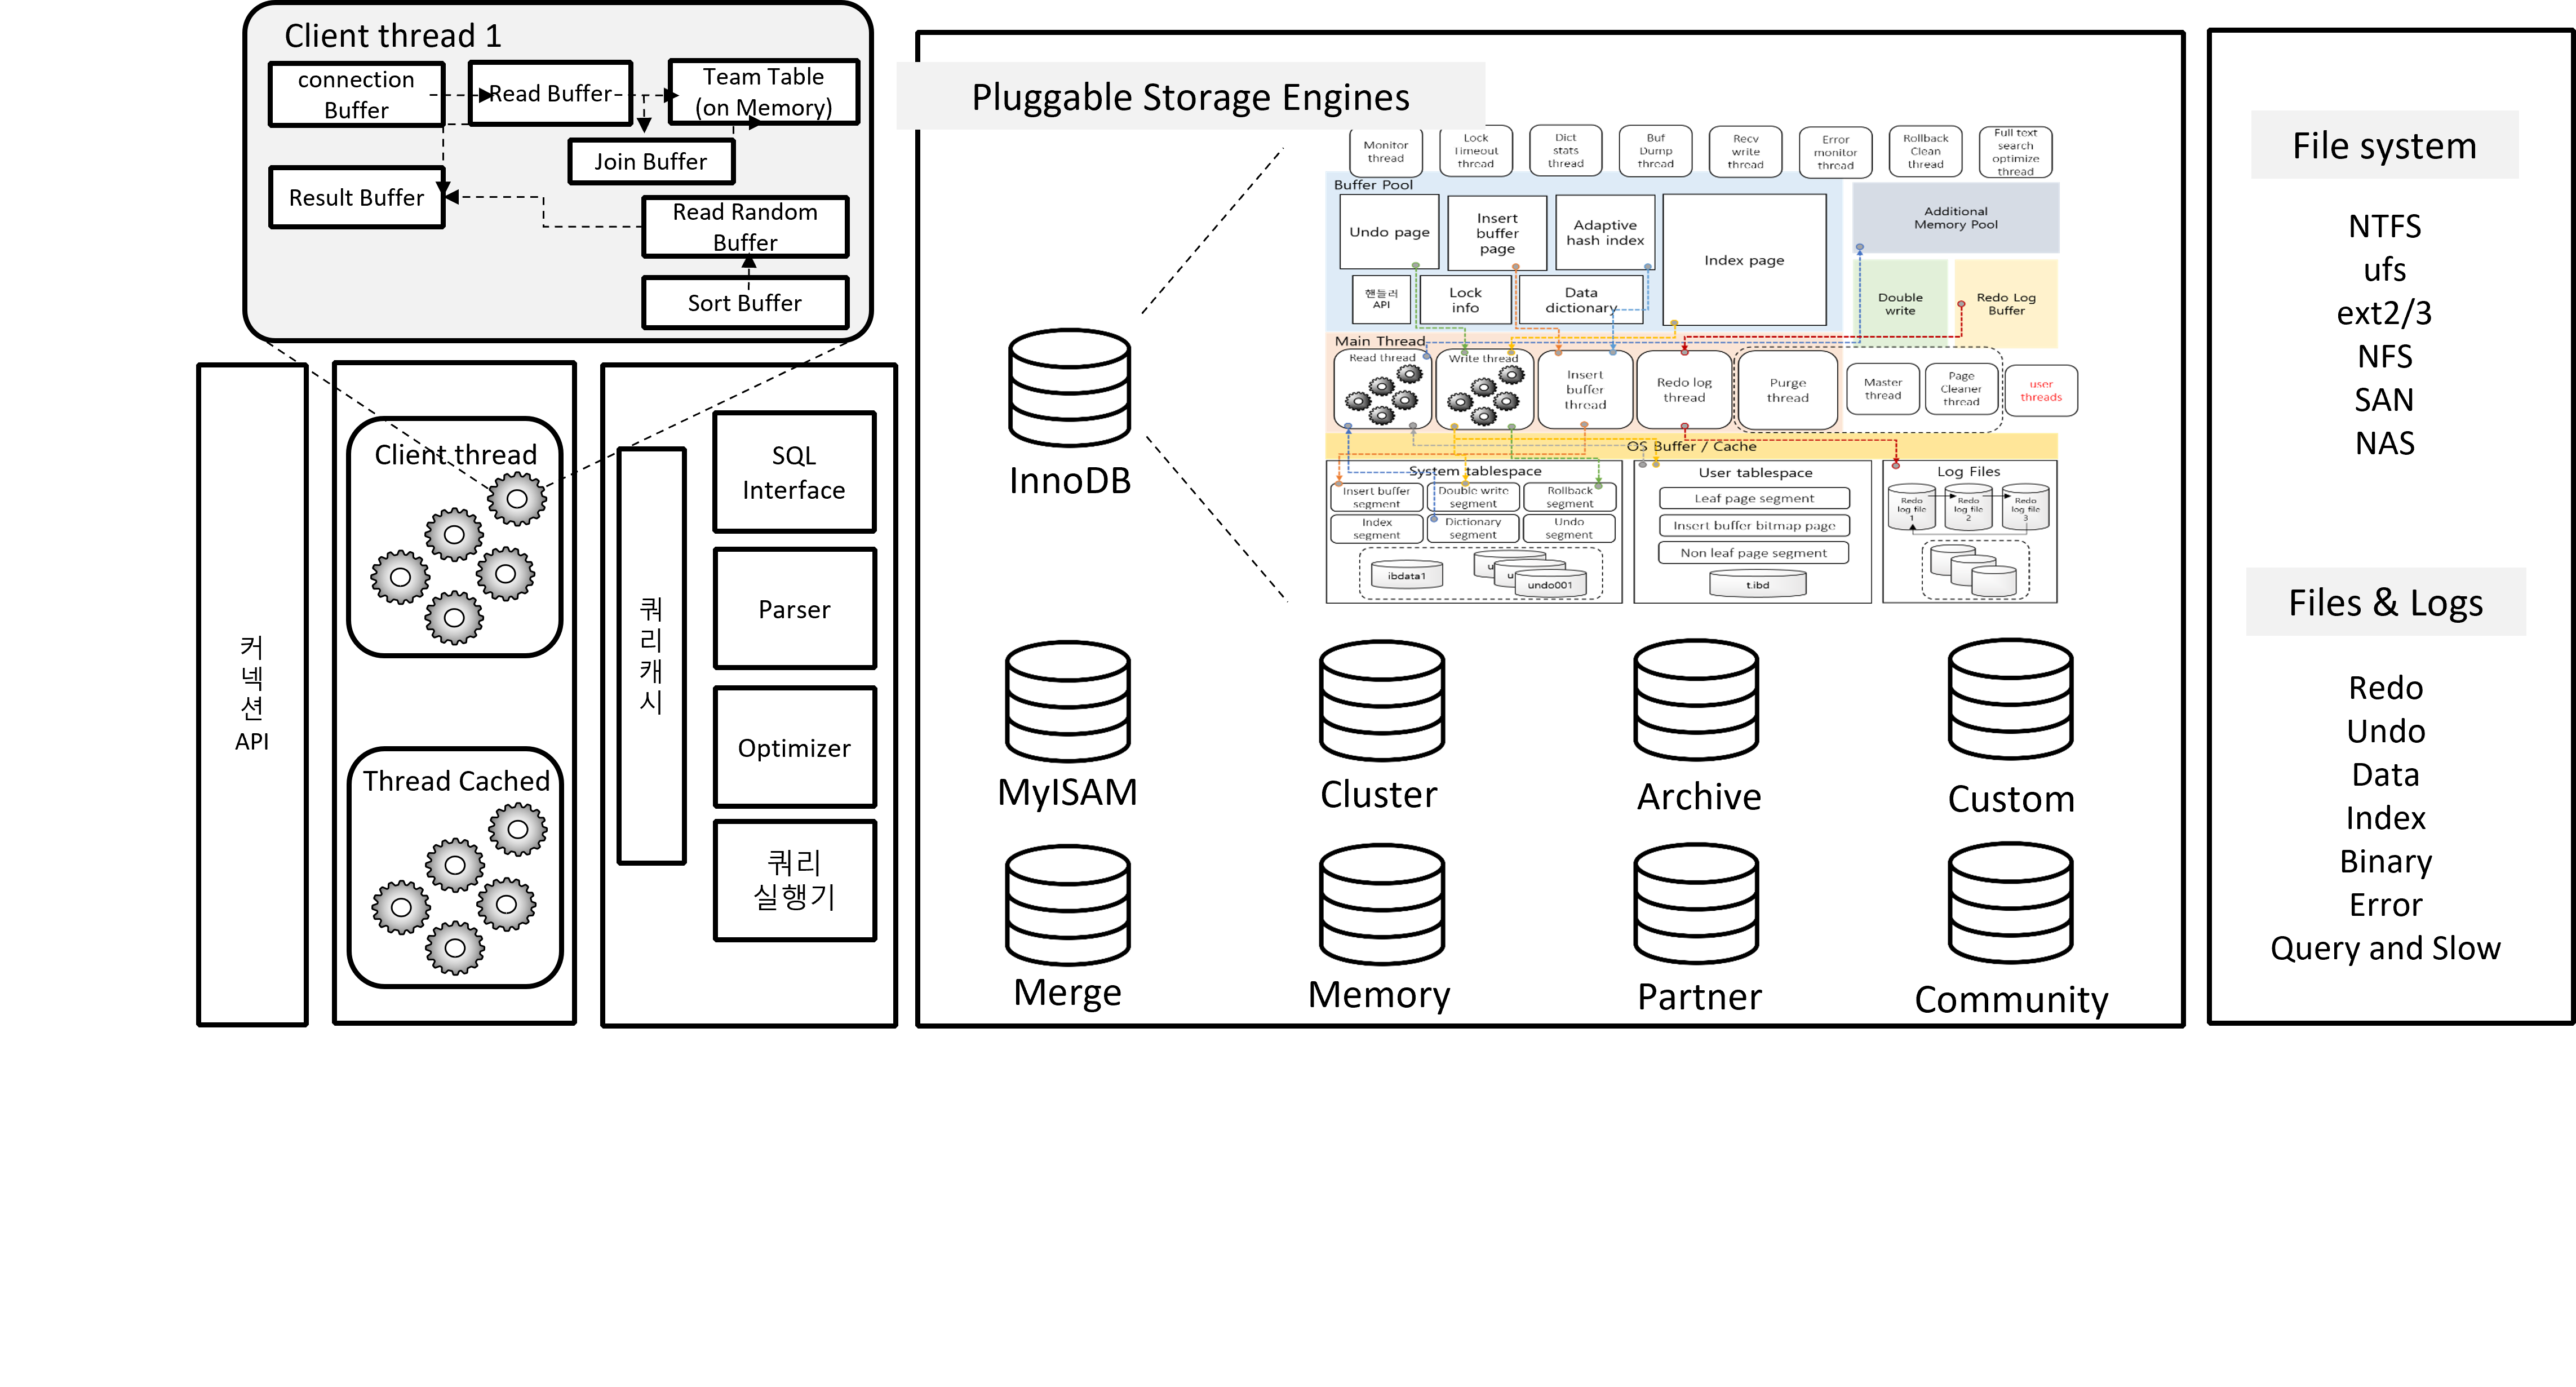 Client thread 1
connection
Buffer
Read Buffer
Team Table
(on Memory)
Join Buffer
Result Buffer
Read Random
Buffer
Sort Buffer
커
넥
션
API
Client thread
Thread Cached
쿼
리
캐
시
SQL
Interface
Parser
Optimizer
쿼리
실행기
Pluggable Storage Engines
InnoDB
Monitor
thread
Lock
Timeout
thread
Dict
stats
thread
Buf
Dump
thread
Recv
write
thread
Error
monitor
thread
Rollback
Clean
thread
Full text
search
optimize
thread
Buffer Pool
Undo page
Insert
buffer
page
Adaptive
hash index
Index page
핸들러
API
Lock
info
Data
dictionary
Additional
Memory Pool
Double
write
Redo Log
Buffer
Main Thread
Read thread
Write thread
Insert
buffer
thread
Redo log
thread
Purge
thread
Master
thread
Page
Cleaner
thread
user
threads
OS Buffer / Cache
System tablespace
Insert buffer
segment
Double write
segment
Rollback
segment
Index
segment
Dictionary
segment
Undo
segment
ibdata1
u
u
undo001
User tablespace
Leaf page segment
Insert buffer bitmap page
Non leaf page segment
t.ibd
Log Files
Redo
log file
1
Redo
log file
2
Redo
log file
3
MyISAM
Cluster
Archive
Custom
Merge
Memory
Partner
Community
File system
NTFS
ufs
ext2/3
NFS
SAN
NAS
Files & Logs
Redo
Undo
Data
Index
Binary
Error
Query and Slow